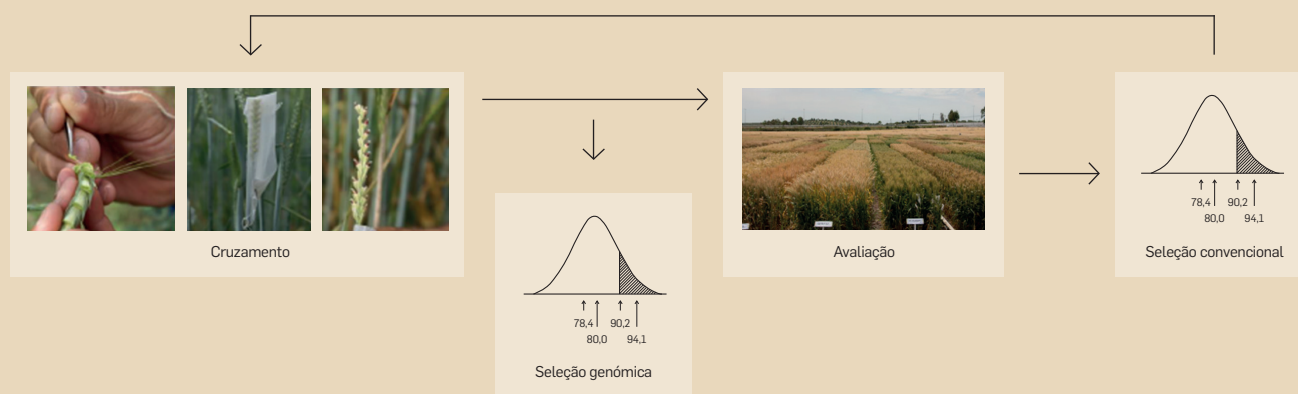 Cruzamento
78,4 90,2
80,0 94,1
Seleção genómica
Avaliação
78,4 90,2
80,0 94,1
Seleção convencional